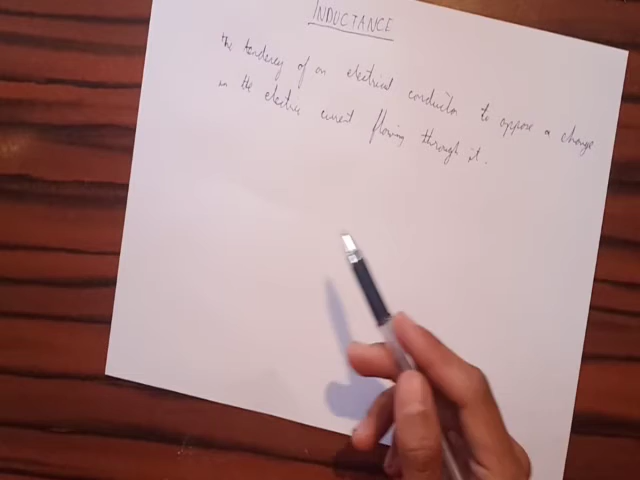 INDUCTANCE
the tendency of an electrical conductor to oppose a change
in the electric current flowing through it.